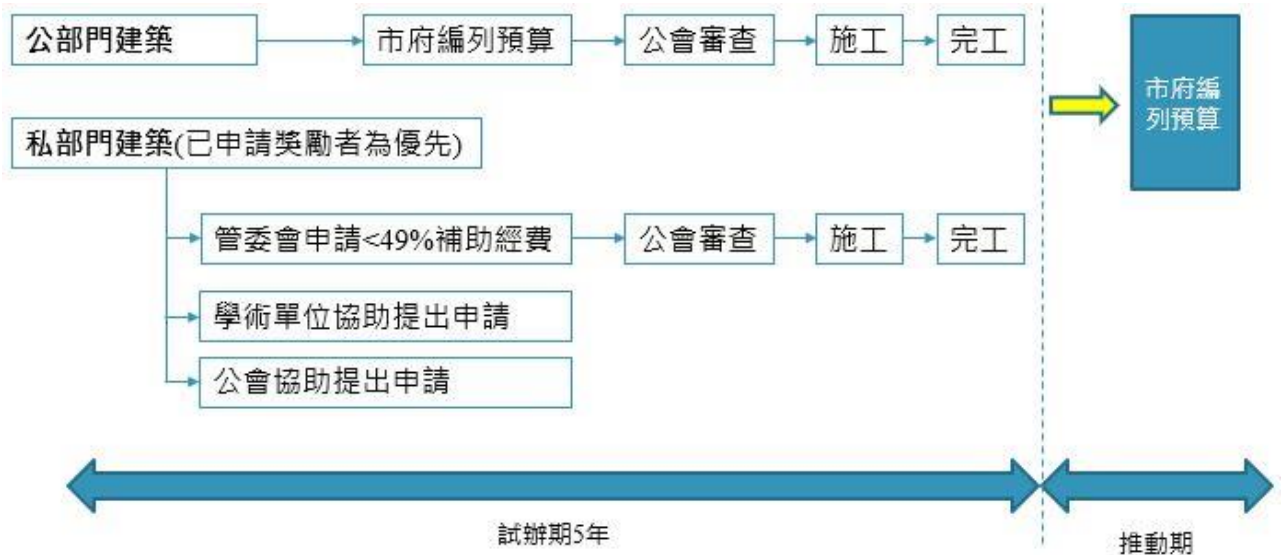 公部門建築
市府編列預算
公會審查
施工
完工
市府編
列預算
私部門建築(已申請獎勵者為優先)
管委會申請<49%補助經費
公會審查
施工
完工
學術單位協助提出申請
公會協助提出申請
試辦期5年
推動期